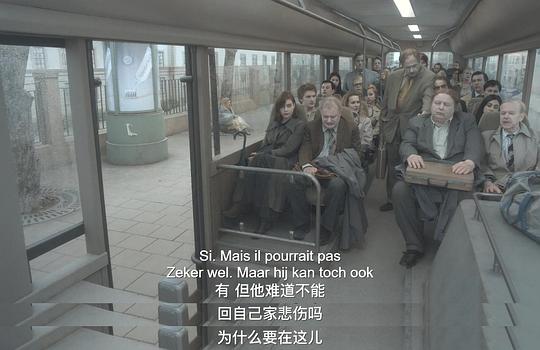 Si. Mais il pourrait pas
Zeker wel. Maar hij kan toch ook
有 但他难道不能
回自己家悲伤吗
为什么要在这儿